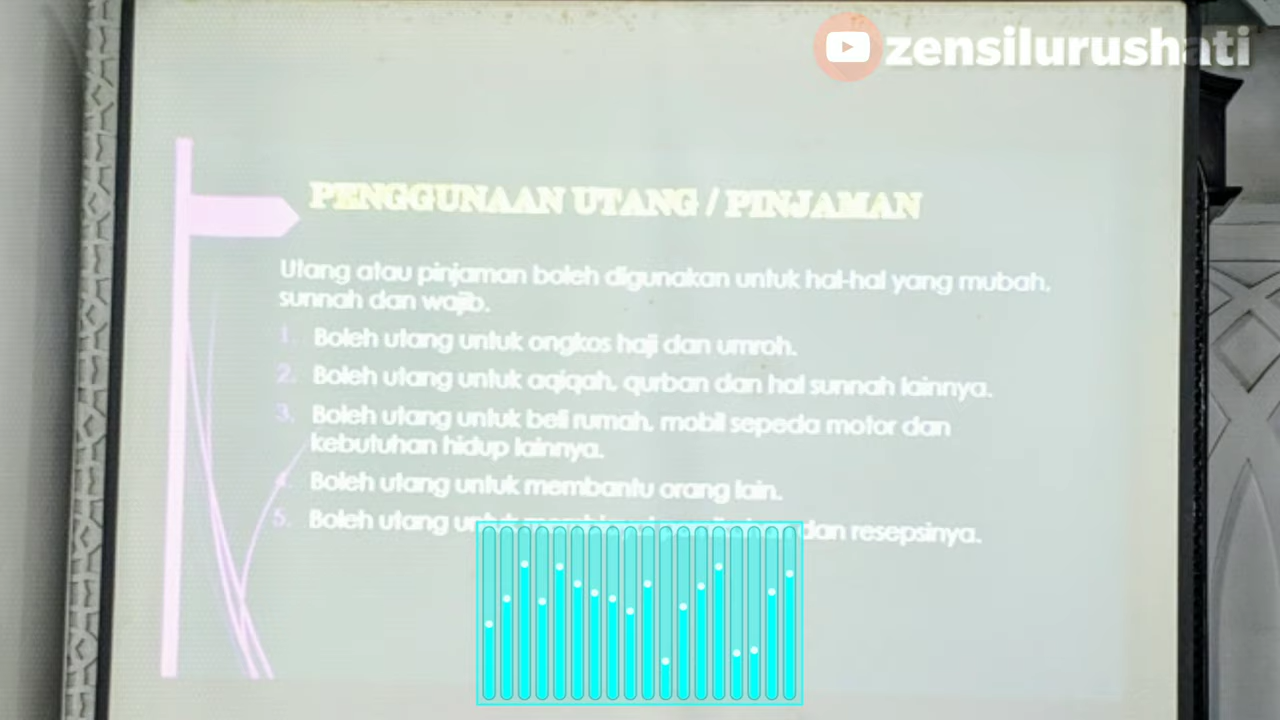 zensilurushati
PENGGUNAAN UTANG / PINJAMAN
Utang atau pinjaman boleh digunakan untuk hal-hal yang mubah,
sunnah dan wajib.
1. Boleh utang untuk ongkos haji dan umroh.
2. Boleh utang untuk aqiqah, qurban dan hal sunnah lainnya.
3. Boleh utang untuk beli rumah, mobil sepeda motor dan
kebutuhan hidup lainnya.
4. Boleh utang untuk membantu orang lain.
5. Boleh utang dan resepsinya.